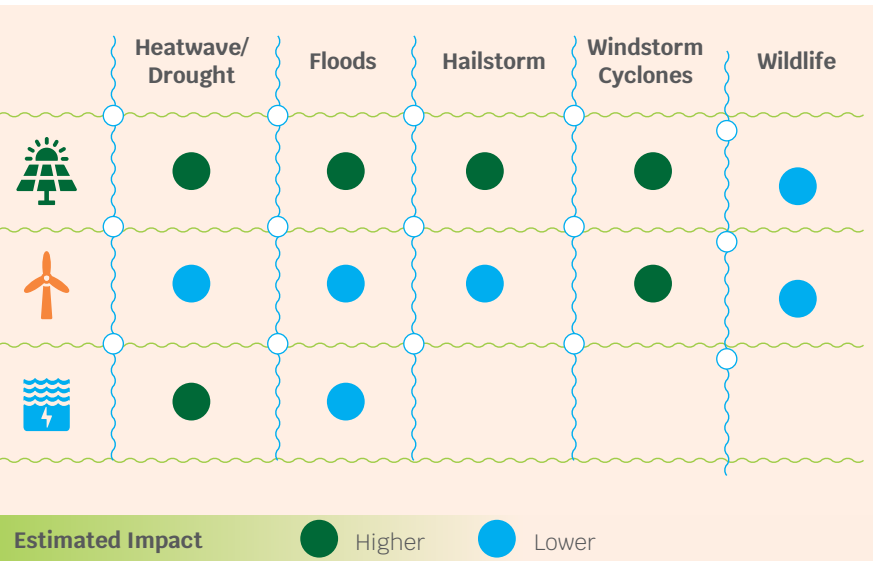 Heatwave/
Drought
Floods
Hailstorm
Windstorm
Cyclones
Wildlife
Estimated Impact
Higher
Lower